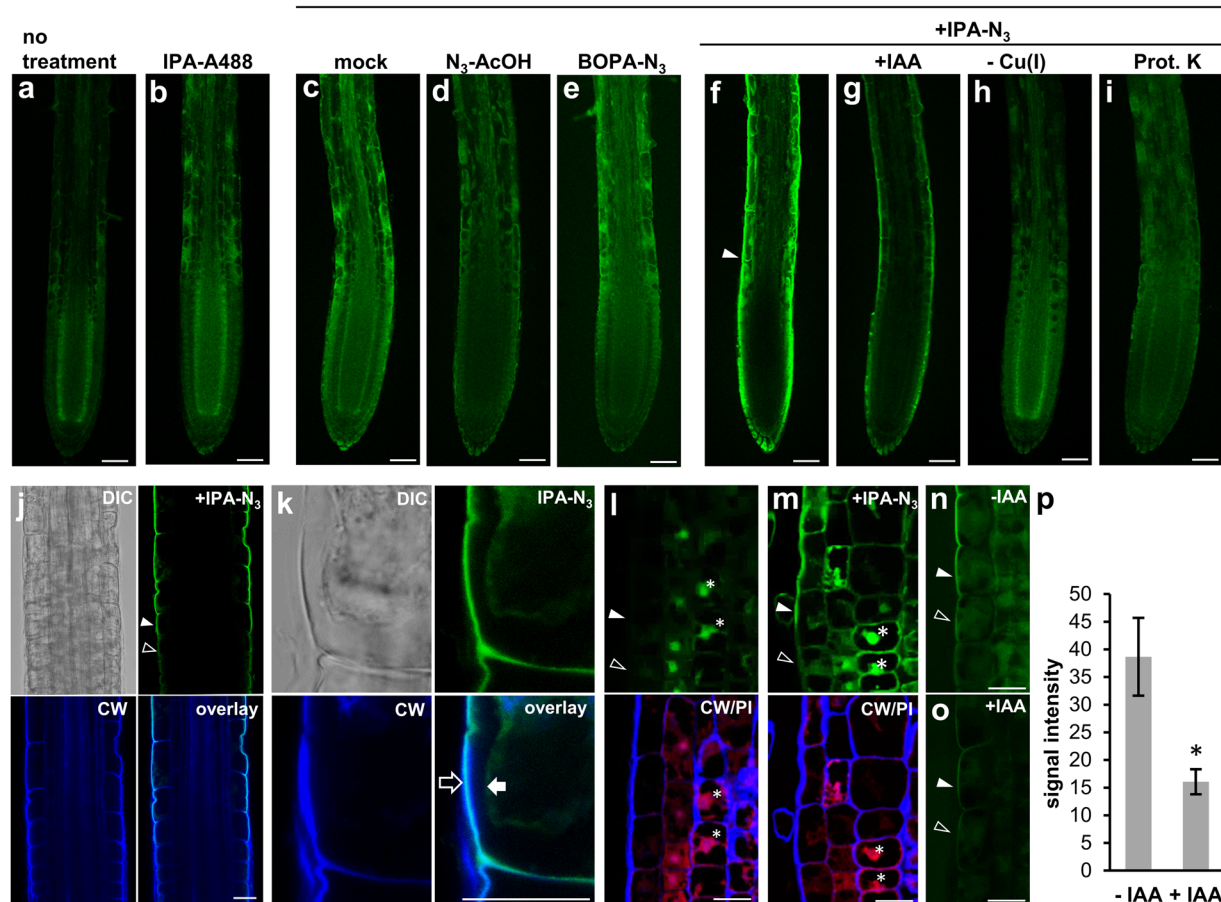 +IPA-N3
no
treatment IPA-A488 mock N3-AcOH BOPA-N3 +IAA - Cu(I) Prot. K
a b c d e f g h i
j DIC +IPA-N3 k DIC IPA-N3 l m +IPA-N3 n -IAA p
* *
* *
CW overlay CW overlay CW/PI CW/PI o +IAA
* *
* *
signal intensity
50
45
40
35
30
25
20
15
10
5
0
*
- IAA + IAA